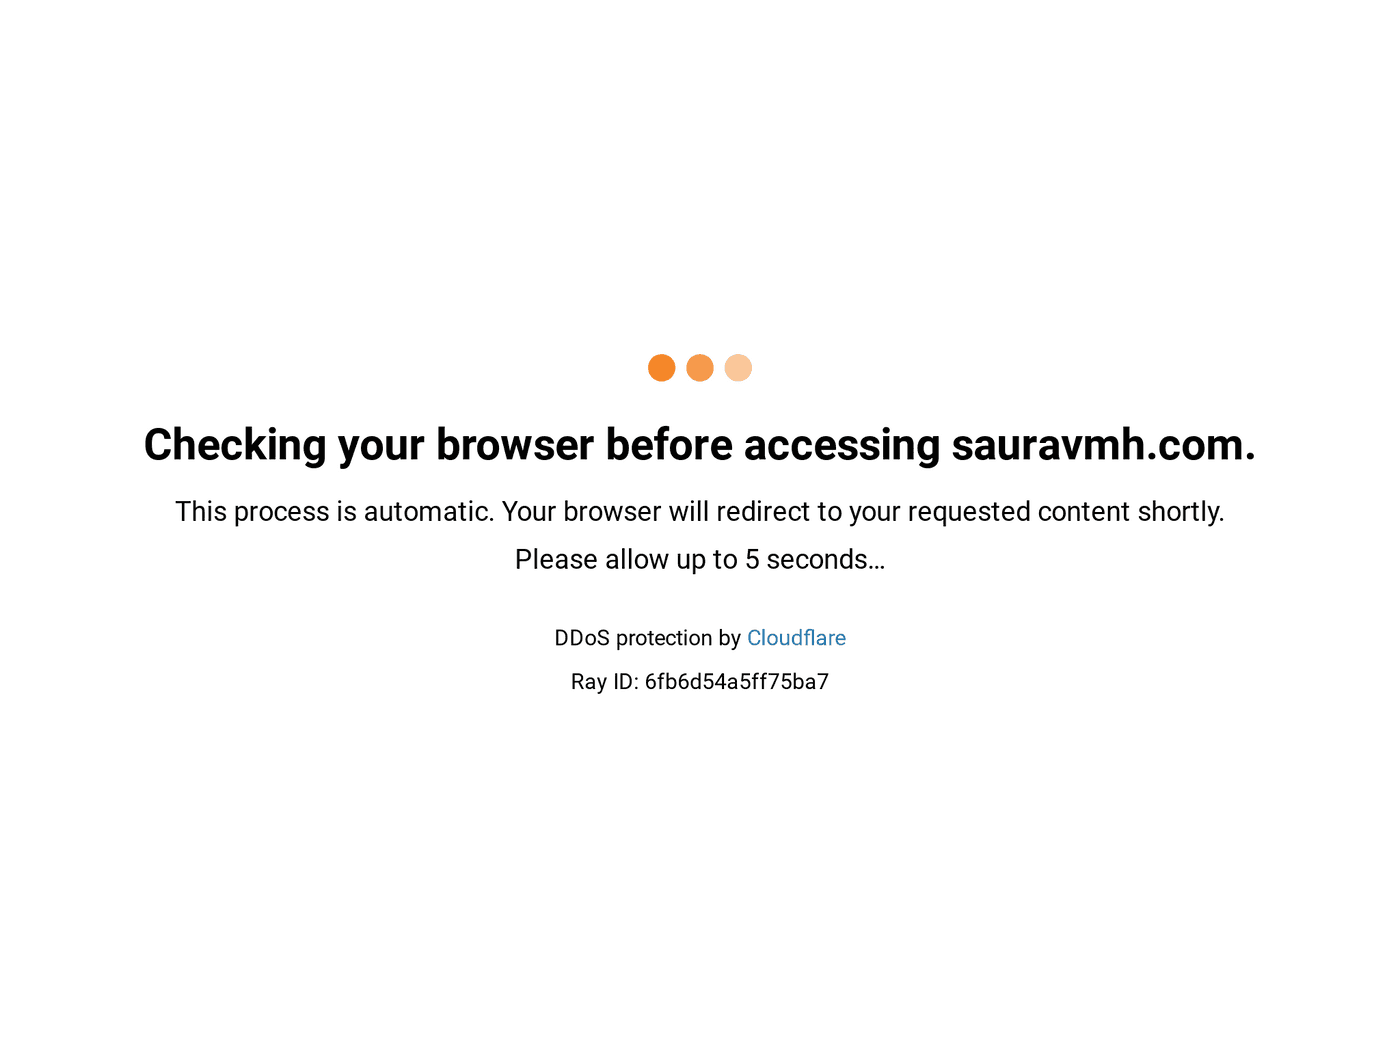 Checking your browser before accessing sauravmh.com.
This process is automatic. Your browser will redirect to your requested content shortly.
Please allow up to 5 seconds…
DDoS protection by Cloudflare
Ray ID: 6fb6d54a5ff75ba7